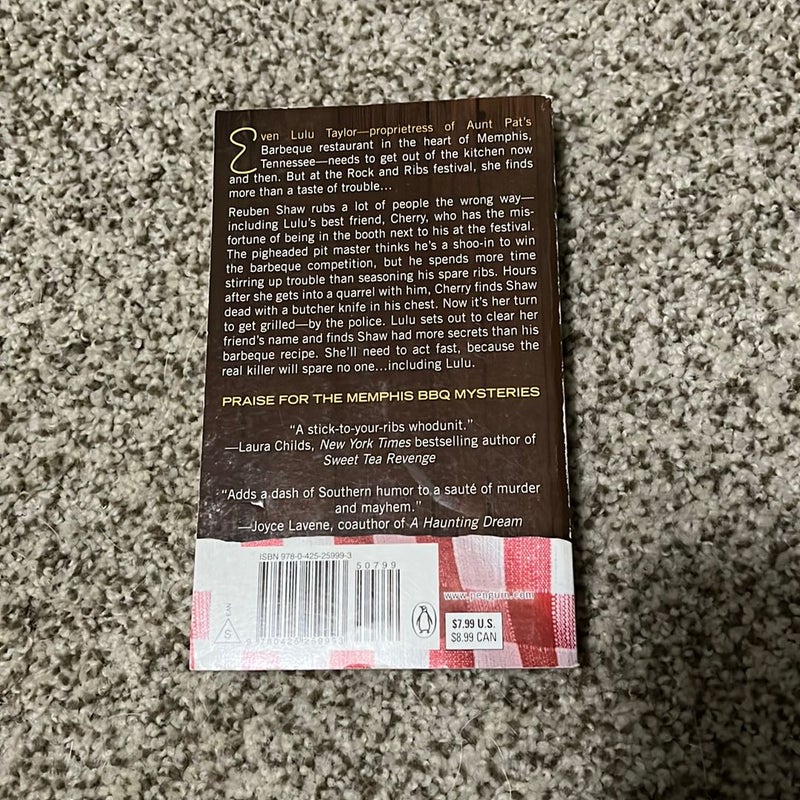 Even Lulu Taylor—proprietress of Aunt Pat's
Barbeque restaurant in the heart of Memphis,
Tennessee—needs to get out of the kitchen now
and then. But at the Rock and Ribs festival, she finds
more than a taste of trouble...
Reuben Shaw rubs a lot of people the wrong way—
including Lulu's best friend, Cherry, who has the mis-
fortune of being in the booth next to his at the festival.
The pigheaded pit master thinks he's a shoo-in to win
the barbeque competition, but he spends more time
stirring up trouble than seasoning his spare ribs. Hours
after she gets into a quarrel with him, Cherry finds Shaw
dead with a butcher knife in his chest. Now it's her turn
to get grilled—by the police. Lulu sets out to clear her
friend's name and finds Shaw had more secrets than his
barbeque recipe. She'll need to act fast, because the
real killer will spare no one...including Lulu.
PRAISE FOR THE MEMPHIS BBQ MYSTERIES
"A stick-to-your-ribs whodunit."
—Laura Childs, New York Times bestselling author of
Sweet Tea Revenge
"Adds a dash of Southern humor to a sauté of murder
and mayhem."
—Joyce Lavene, coauthor of A Haunting Dream
ISBN 978-0-425-25999-3
50799
www.penguin.com
$7.99 U.S.
$8.99 CAN
S
EAN